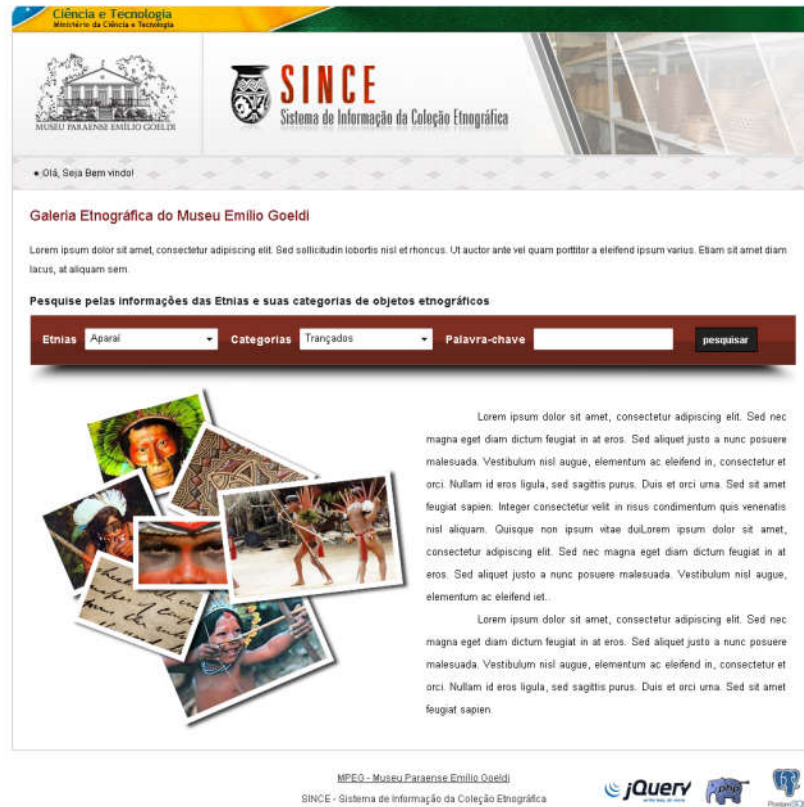 Ciência e Tecnologia
Ministério da Ciência e Tecnologia
MUSEU PARAENSE EMÍLIO GOELDI
SINCE
Sistema de Informação da Coleção Etnográfica
Olá, Seja Bem vindo!
Galeria Etnográfica do Museu Emílio Goeldi
Lorem ipsum dolor sit amet, consectetur adipiscing elit. Sed sollicitudin lobortis nisl et rhoncus. Ut auctor ante vel quam porttitor a eleifend ipsum varius. Etiam sit amet diam
lacus, at aliquam sem.
Pesquise pelas informações das Etnias e suas categorias de objetos etnográficos
Etnias Aparaí Categorias Trançados Palavra-chave pesquisar
Lorem ipsum dolor sit amet, consectetur adipiscing elit. Sed nec
magna eget diam dictum feugiat in at eros. Sed aliquet justo a nunc posuere
malesuada. Vestibulum nisl augue, elementum ac eleifend in, consectetur et
orci. Nullam id eros ligula, sed sagittis purus. Duis et orci urna. Sed sit amet
feugiat sapien. Integer consectetur velit in risus condimentum quis venenatis
nisl aliquam. Quisque non ipsum vitae duiLorem ipsum dolor sit amet,
consectetur adipiscing elit. Sed nec magna eget diam dictum feugiat in at
eros. Sed aliquet justo a nunc posuere malesuada. Vestibulum nisl augue,
elementum ac eleifend iet..
Lorem ipsum dolor sit amet, consectetur adipiscing elit. Sed nec
magna eget diam dictum feugiat in at eros. Sed aliquet justo a nunc posuere
malesuada. Vestibulum nisl augue, elementum ac eleifend in, consectetur et
orci. Nullam id eros ligula, sed sagittis purus. Duis et orci urna. Sed sit amet
feugiat sapien.
MPEG - Museu Paraense Emílio Goeldi
SINCE - Sistema de Informação da Coleção Etnográfica
jQuery
php